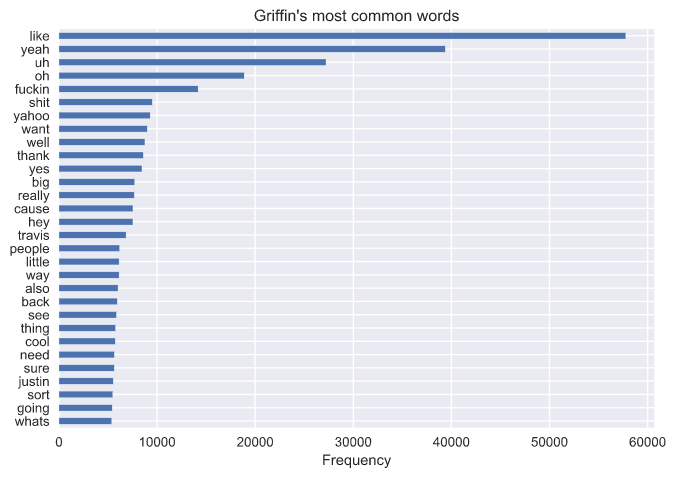 Griffin's most common words
like
yeah
uh
oh
fuckin
shit
yahoo
want
well
thank
yes
big
really
cause
hey
travis
people
little
way
also
back
see
thing
cool
need
sure
justin
sort
going
whats
0 10000 20000 30000 40000 50000 60000
Frequency